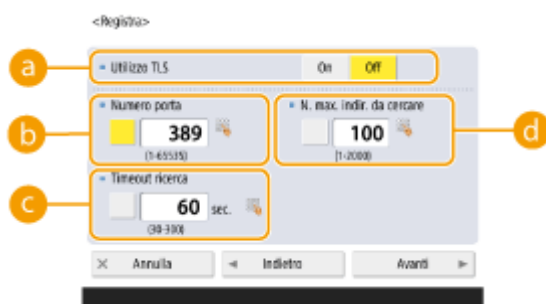 <Registra>
a
Utilizzo TLS
On
Off
b
Numero porta
389
(1-65535)
N. max. indir. da cercare
100
(1-2000)
d
c
Timeout ricerca
60 sec.
(30-300)
× Annulla
◄ Indietro
Avanti ►